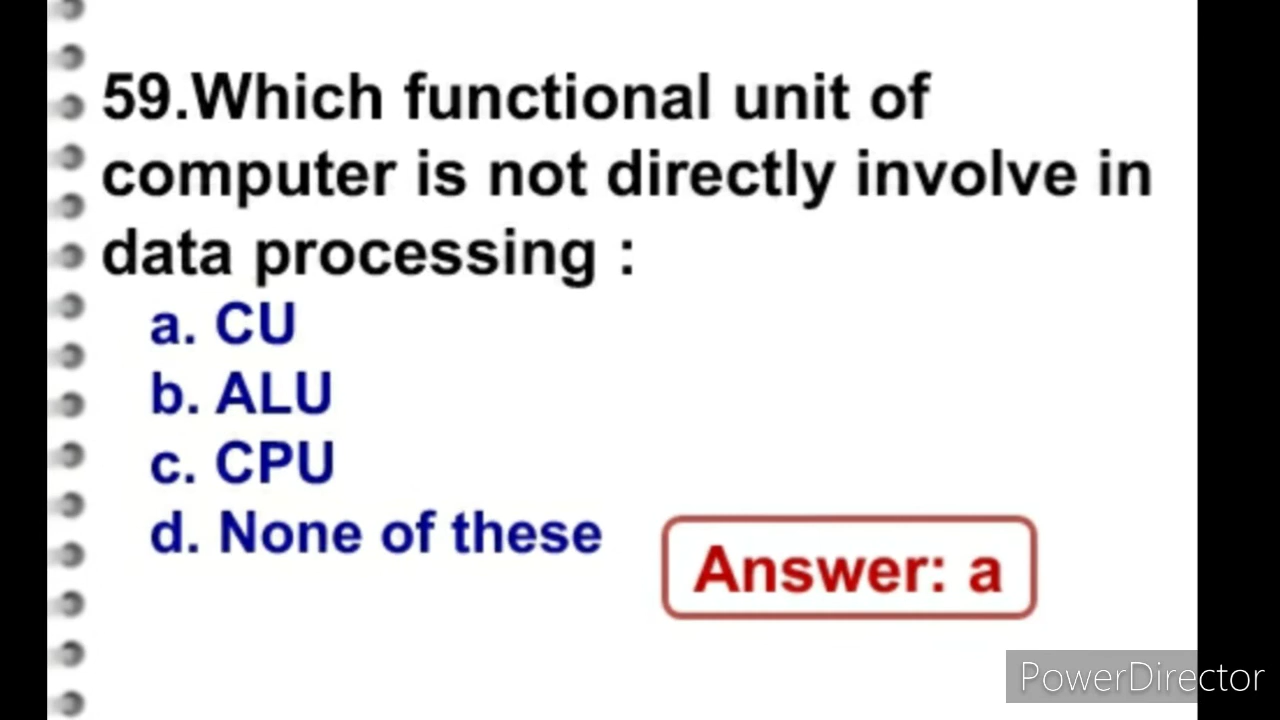 59.Which functional unit of
computer is not directly involve in
data processing :
a. CU
b. ALU
c. CPU
d. None of these
Answer: a
PowerDirector